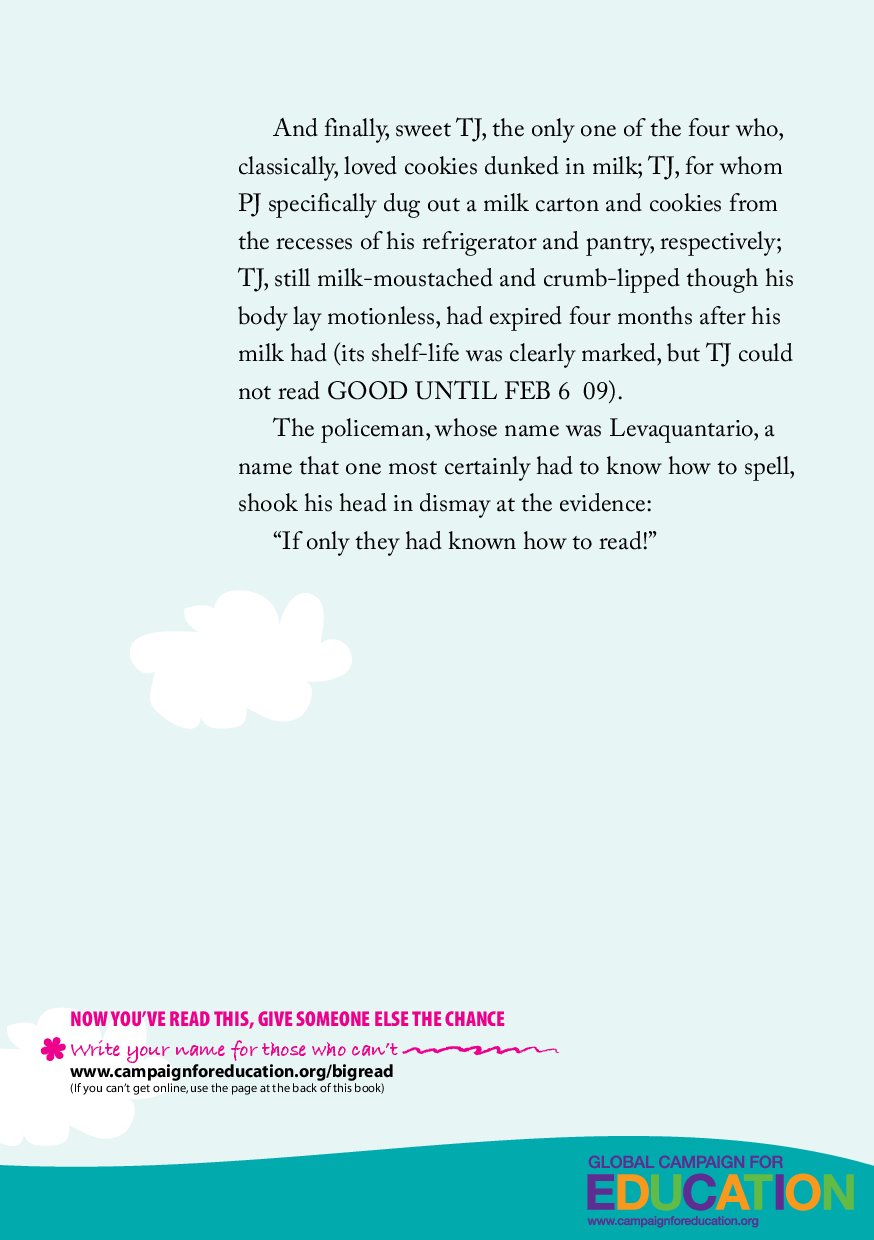 And finally, sweet TJ, the only one of the four who,
classically, loved cookies dunked in milk; TJ, for whom
PJ specifically dug out a milk carton and cookies from
the recesses of his refrigerator and pantry, respectively;
TJ, still milk-moustached and crumb-lipped though his
body lay motionless, had expired four months after his
milk had (its shelf-life was clearly marked, but TJ could
not read GOOD UNTIL FEB 6  09).
The policeman, whose name was Levaquantario, a
name that one most certainly had to know how to spell,
shook his head in dismay at the evidence:
“If only they had known how to read!”
NOW YOU’VE READ THIS, GIVE SOMEONE ELSE THE CHANCE
Write your name for those who can’t
www.campaignforeducation.org/bigread
(If you can’t get online, use the page at the back of this book)
GLOBAL CAMPAIGN FOR
EDUCATION
www.campaignforeducation.org